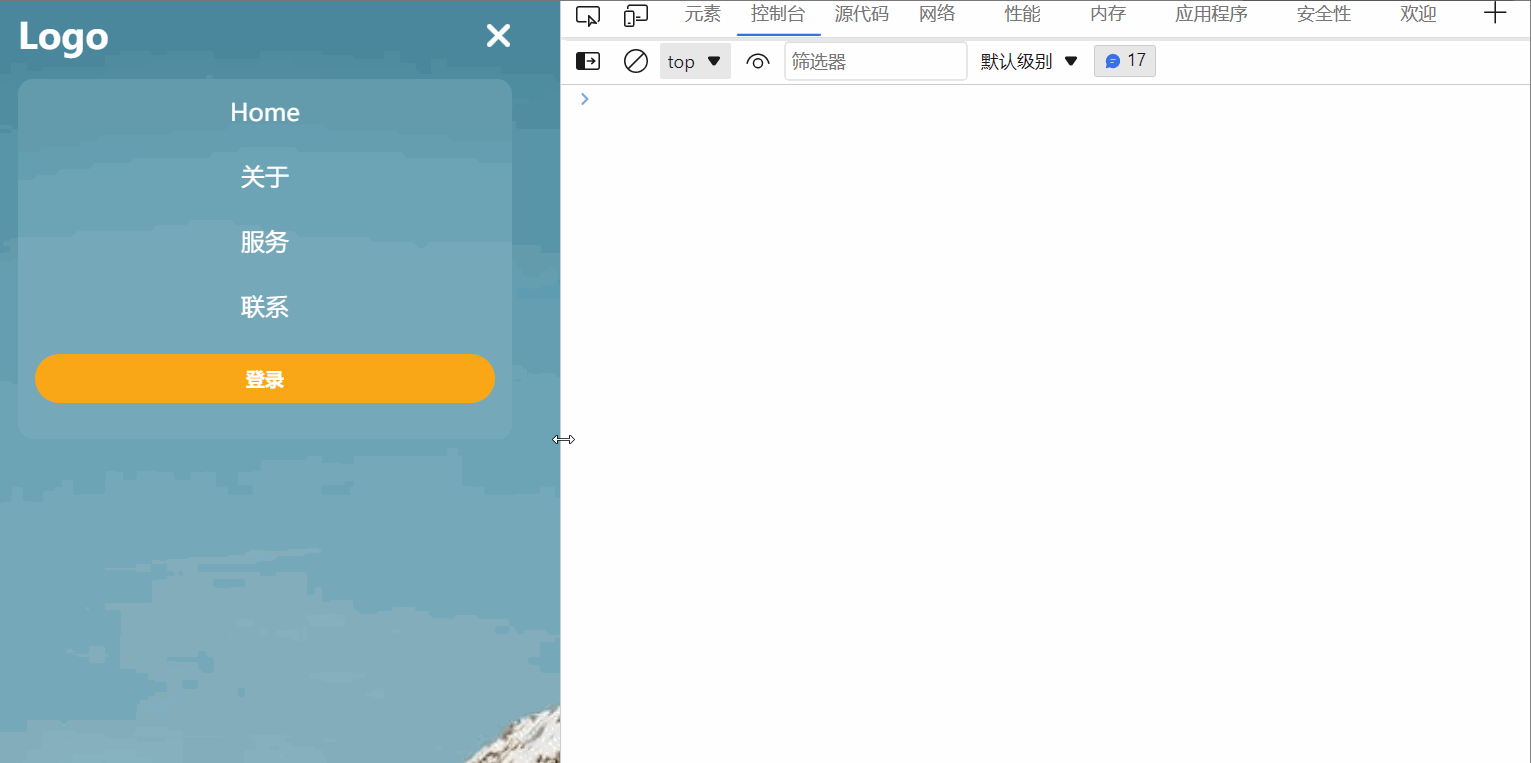 Logo
Home
关于
服务
联系
登录
元素 控制台 源代码 网络 性能 内存 应用程序 安全性 欢迎
top 筛选器 默认级别 17